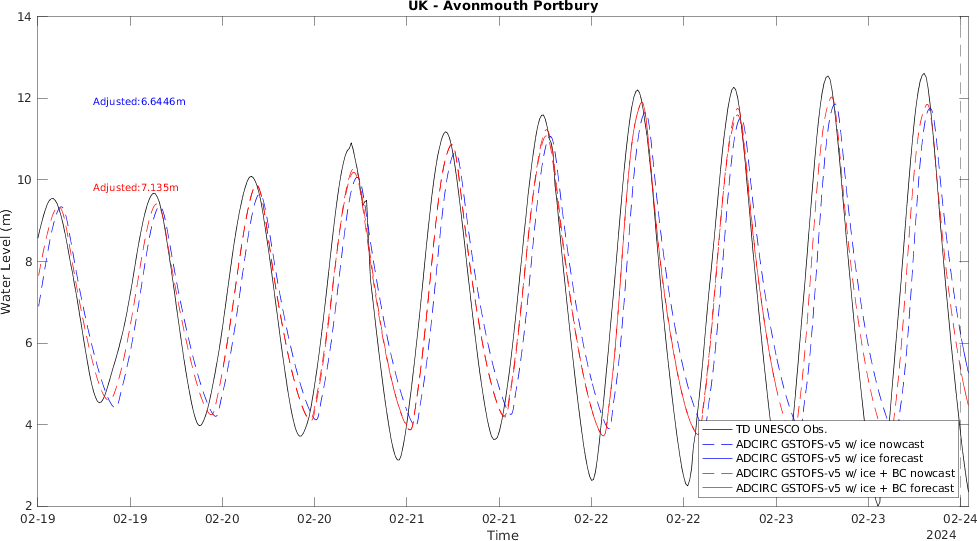 UK - Avonmouth Portbury
14
12
10
8
6
4
2
Water Level (m)
Adjusted:6.6446m
Adjusted:7.135m
TD UNESCO Obs.
ADCIRC GSTOFS-v5 w/ ice nowcast
ADCIRC GSTOFS-v5 w/ ice forecast
ADCIRC GSTOFS-v5 w/ ice + BC nowcast
ADCIRC GSTOFS-v5 w/ ice + BC forecast
02-19 02-19 02-20 02-20 02-21 02-21 02-22 02-22 02-23 02-23 02-24
Time
2024